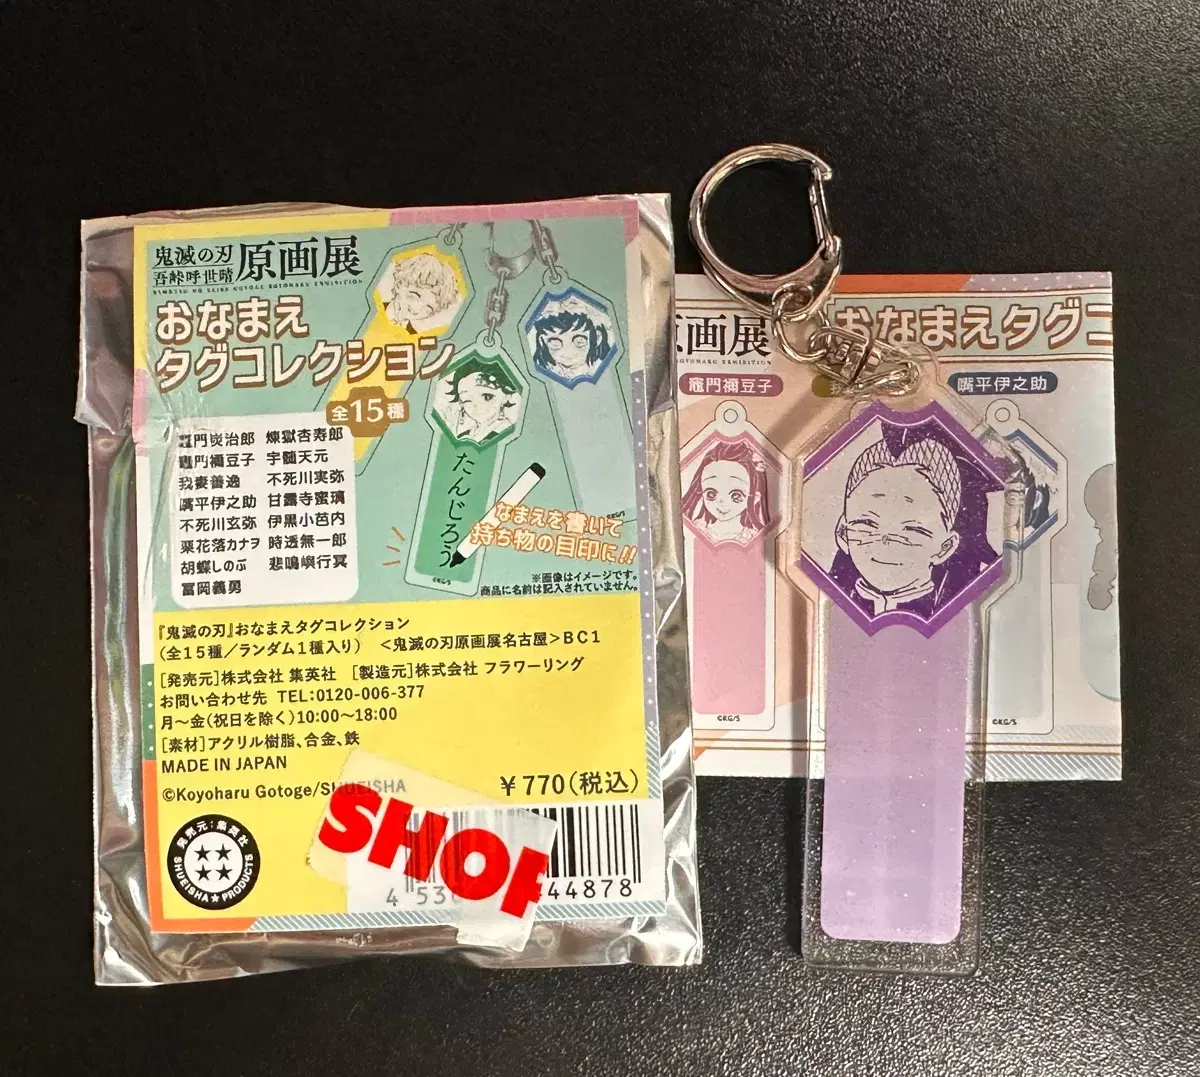 鬼滅の刃
吾峠呼世晴
原画展
KIMETSU NO YAIBA KOYOHARU GOTOUGE EXHIBITION
おなまえ
タグコレクション
全15種
門炭治郎 煉獄杏寿郎
門禰豆子 宇髄天元
我妻善逸 不死川実弥
嘴平伊之助 甘露寺蜜璃
不死川玄弥 伊黒小芭内
栗花落カナヲ 時透無一郎
胡蝶しのぶ 悲鳴嶼行冥
冨岡義勇
たんじろう
©KG/S
©KG/S
なまえを書いて
持ち物の目印に!!
※画像はイメージです。
商品に名前は記入されていません。
『鬼滅の刃』おなまえタグコレクション
(全15種/ランダム1種入り) <鬼滅の刃原画展名古屋>BC1
[発売元]株式会社 集英社 [製造元]株式会社 フラワーリング
お問い合わせ先 TEL:0120-006-377
月～金(祝日を除く)10:00～18:00
[素材]アクリル樹脂、合金、鉄
MADE IN JAPAN
©Koyoharu Gotoge/SHUEISHA
￥770(税込)
発売元:集英社
SHUEISHA★PRODUCTS
SHOP
4 53
44878
原画展
おなまえタグコ
竈門禰豆子
嘴平伊之助
©KG/S
©KG/S